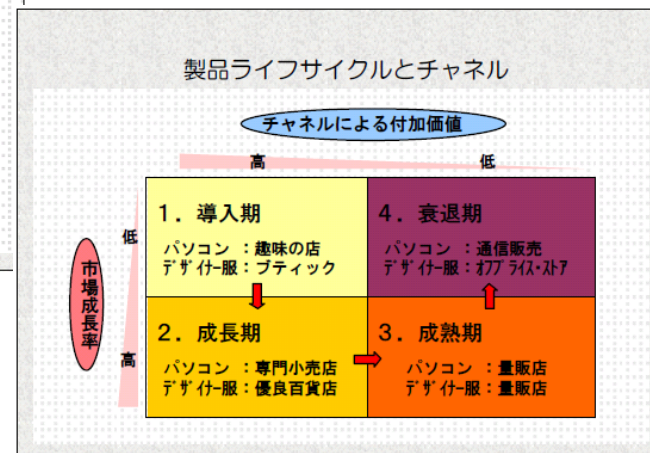 製品ライフサイクルとチャネル
チャネルによる付加価値
高
低
市場成長率
低
高
1．導入期
パソコン ：趣味の店
デザイナー服：ブティック
4．衰退期
パソコン ：通信販売
デザイナー服：オフプライス・ストア
2．成長期
パソコン ：専門小売店
デザイナー服：優良百貨店
3．成熟期
パソコン ：量販店
デザイナー服：量販店